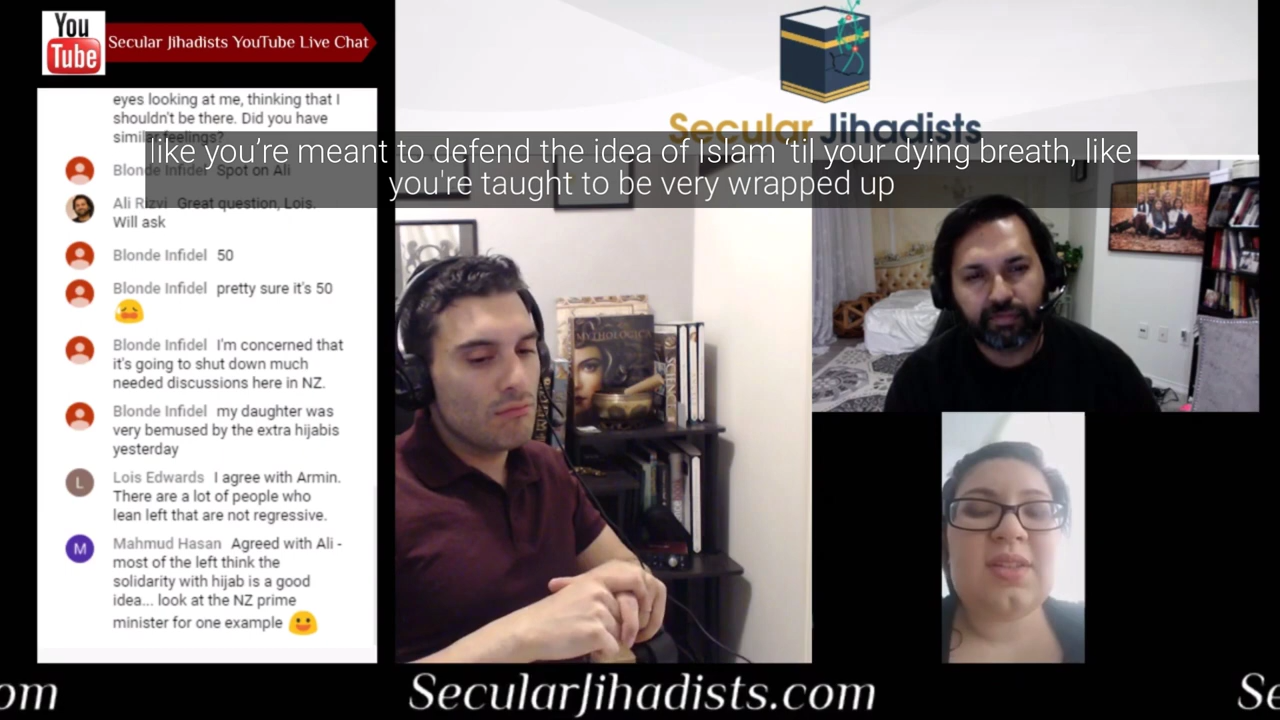 You
Tube
Secular Jihadists YouTube Live Chat
eyes looking at me, thinking that I
shouldn't be there. Did you have
similar feelings?
Blonde Infidel Spot on Ali
Ali Rizvi Great question, Lois.
Will ask
Blonde Infidel 50
Blonde Infidel pretty sure it's 50
Blonde Infidel I'm concerned that
it's going to shut down much
needed discussions here in NZ.
Blonde Infidel my daughter was
very bemused by the extra hijabis
yesterday
L
Lois Edwards I agree with Armin.
There are a lot of people who
lean left that are not regressive.
M
Mahmud Hasan Agreed with Ali -
most of the left think the
solidarity with hijab is a good
idea... look at the NZ prime
minister for one example
Secular Jihadists
like you’re meant to defend the idea of Islam ‘til your dying breath, like
you're taught to be very wrapped up
MYTHOLOGICA
om
SecularJihadists.com
Se